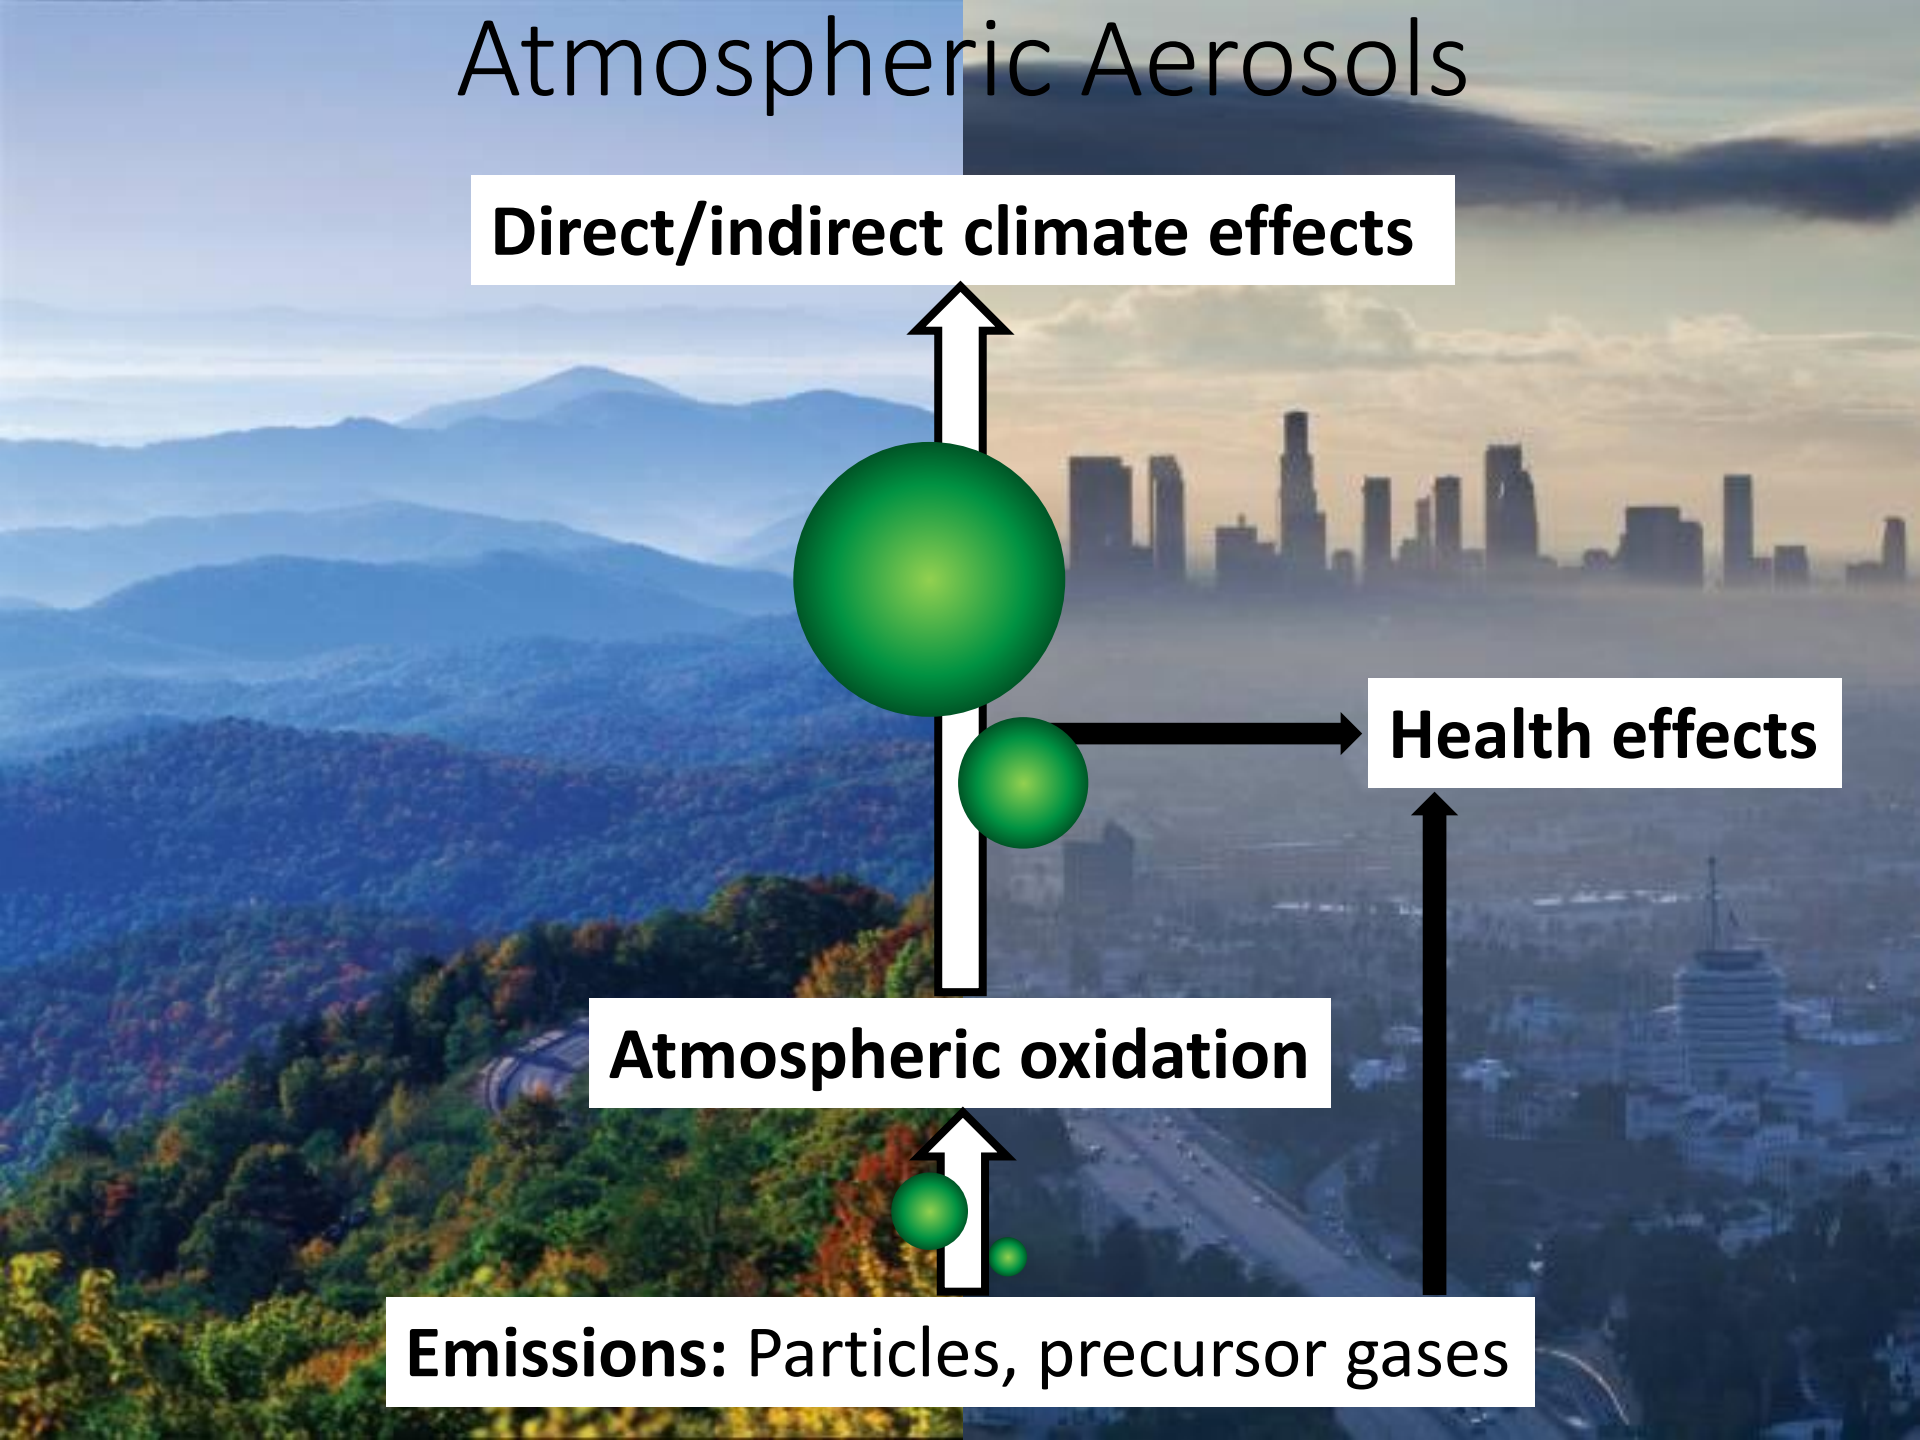 Atmospheric Aerosols
Direct/indirect climate effects
Health effects
Atmospheric oxidation
Emissions: Particles, precursor gases